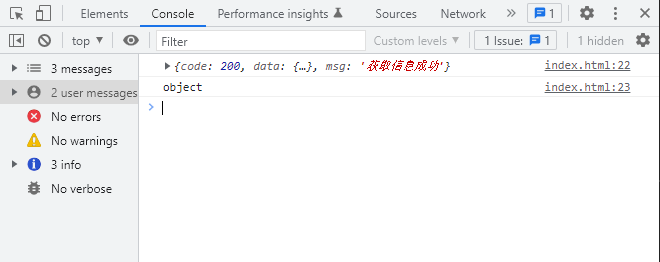 Elements Console Performance insights Sources Network » 1
top Filter Custom levels 1 Issue: 1 1 hidden
3 messages
2 user messages
No errors
No warnings
3 info
No verbose
{code: 200, data: {…}, msg: '获取信息成功'} index.html:22
object index.html:23